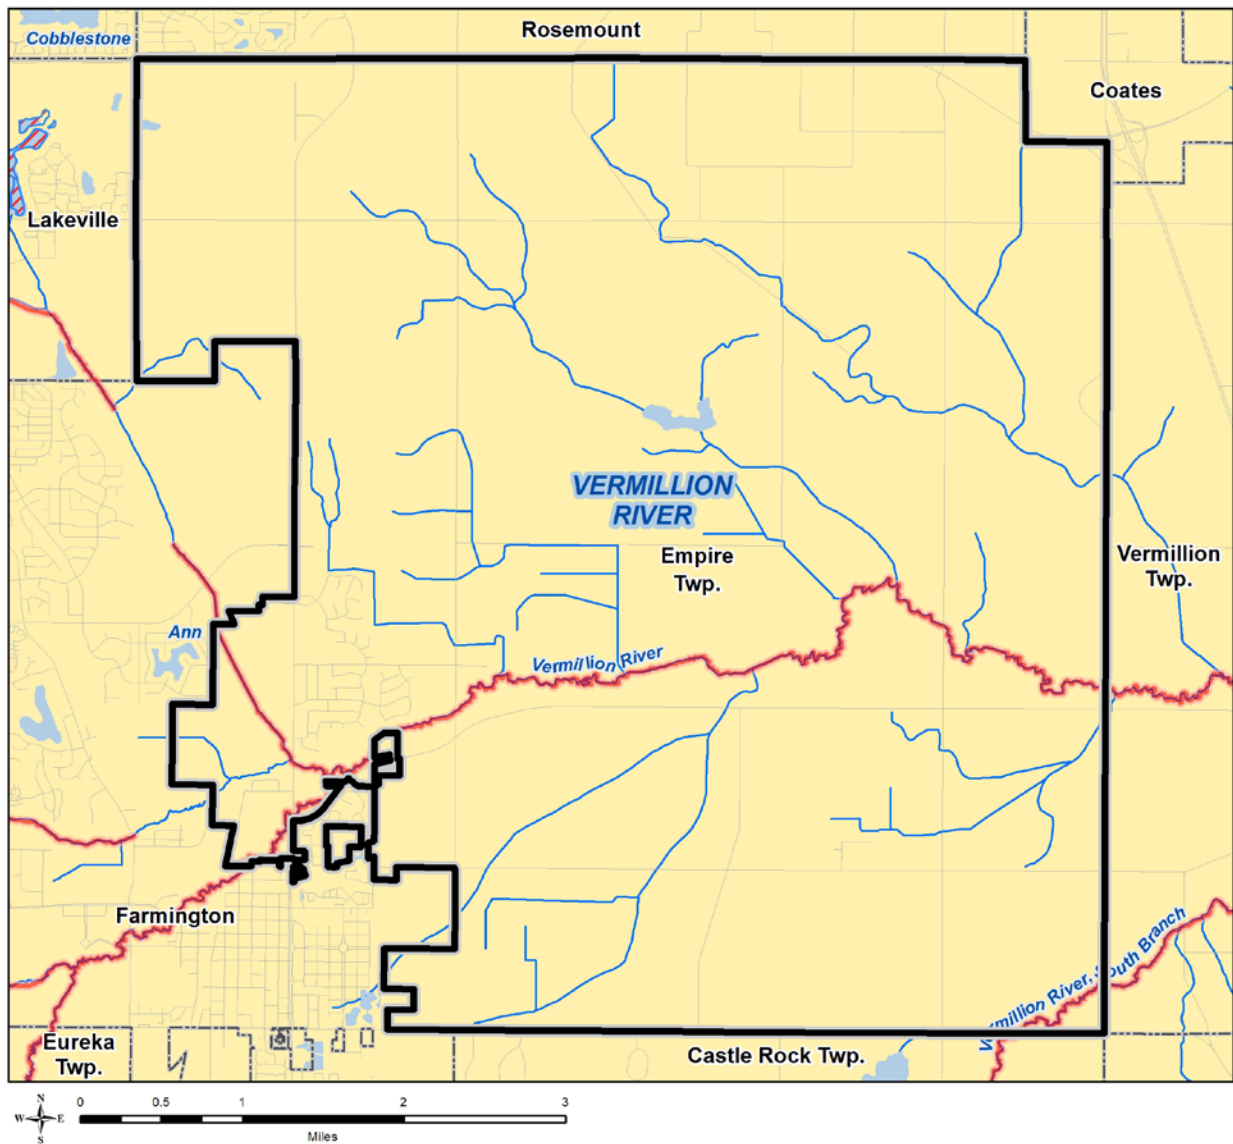 Rosemount
Cobblestone
Coates
Lakeville
VERMILLION
RIVER
Empire
Twp.
Vermillion
Twp.
Ann
Vermillion River
Farmington
Vermillion River, South Branch
Eureka
Twp.
Castle Rock Twp.
N
W E
S
0 0.5 1 2 3
Miles